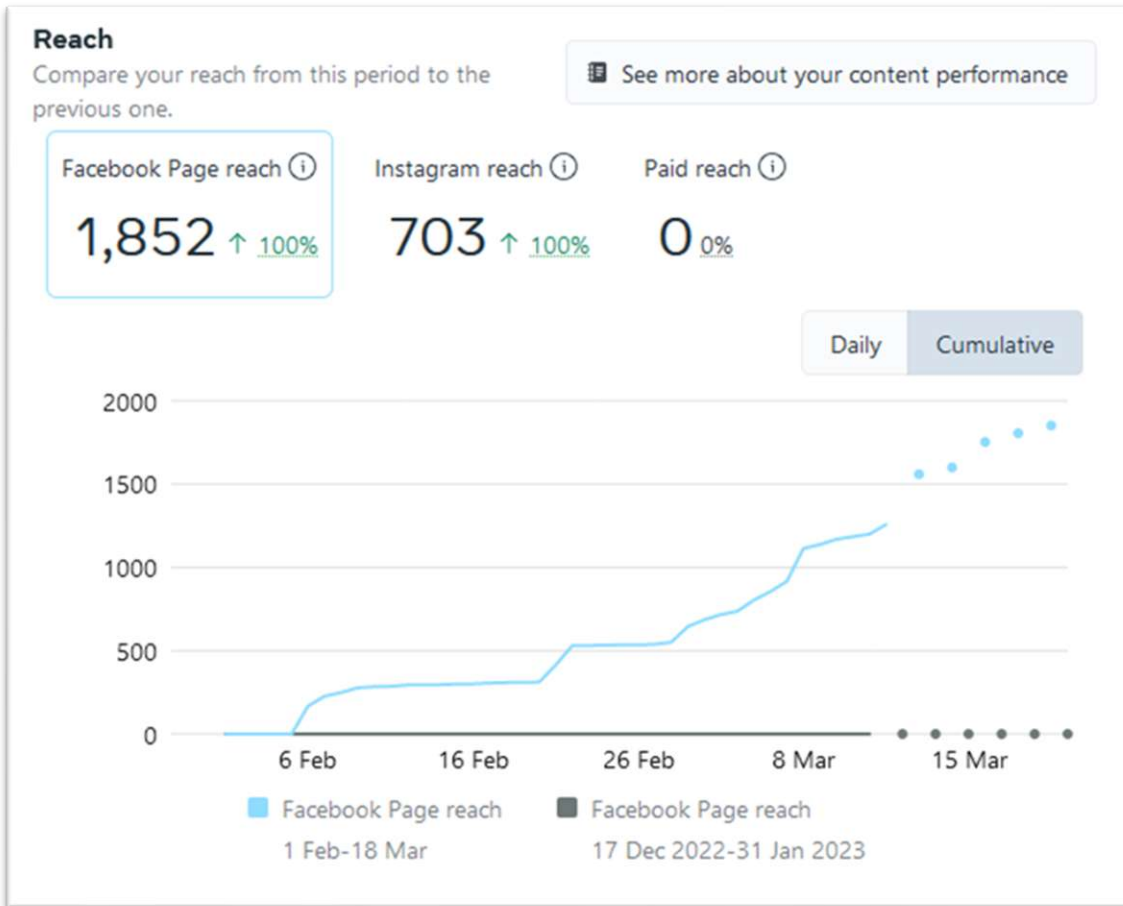 Reach
Compare your reach from this period to the
previous one.
See more about your content performance
Facebook Page reach
1,852 ↑ 100%
Instagram reach
703 ↑ 100%
Paid reach
0 0%
Daily
Cumulative
2000
1500
1000
500
0
6 Feb
16 Feb
26 Feb
8 Mar
15 Mar
Facebook Page reach
1 Feb-18 Mar
Facebook Page reach
17 Dec 2022-31 Jan 2023